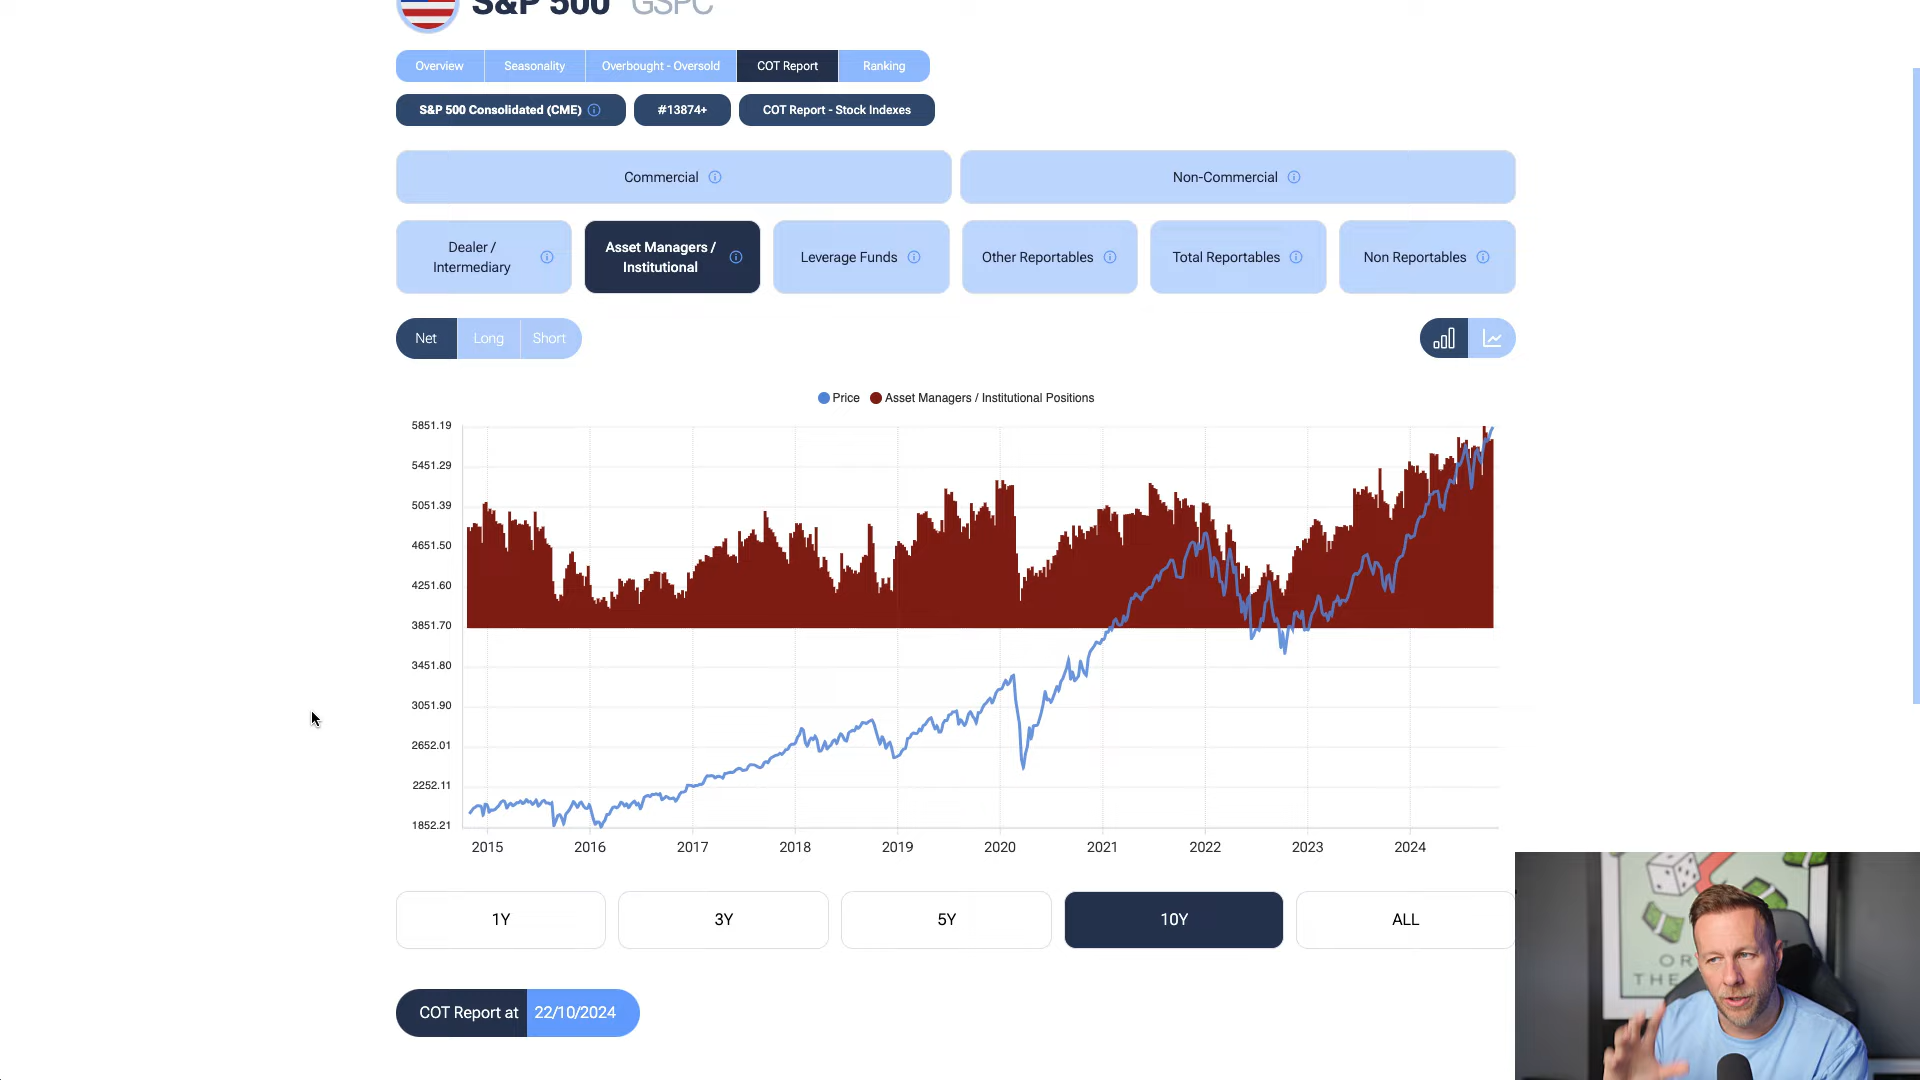 S&P 500 GSPC
Overview Seasonality Overbought - Oversold COT Report Ranking
S&P 500 Consolidated (CME) #13874+ COT Report - Stock Indexes
Commercial Non-Commercial
Dealer / Intermediary
Asset Managers / Institutional
Leverage Funds
Other Reportables
Total Reportables
Non Reportables
Net Long Short
Price Asset Managers / Institutional Positions
5851.19
5451.29
5051.39
4651.50
4251.60
3851.70
3451.80
3051.90
2652.01
2252.11
1852.21
2015 2016 2017 2018 2019 2020 2021 2022 2023 2024
1Y 3Y 5Y 10Y ALL
COT Report at 22/10/2024
OR
THE